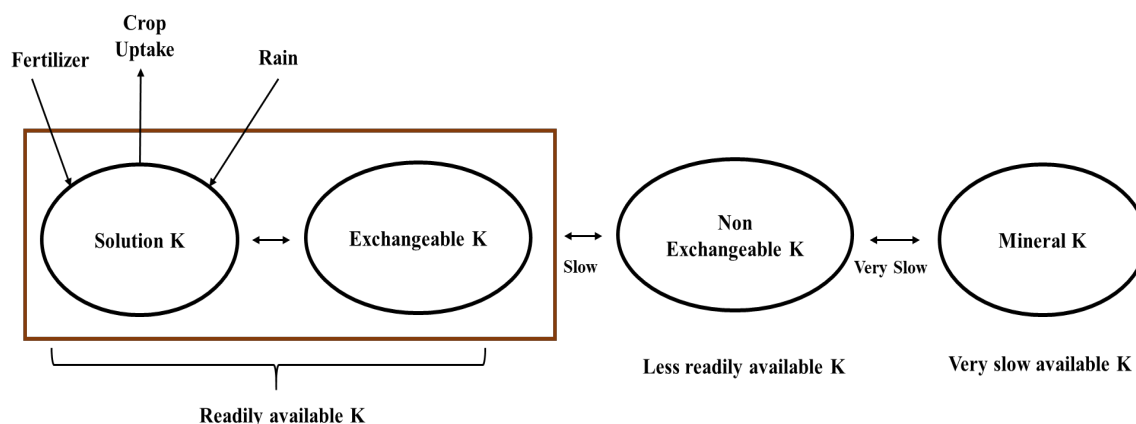 Crop
Uptake
Fertilizer
Rain
Solution K
Exchangeable K
Slow
Non
Exchangeable K
Very Slow
Mineral K
Less readily available K
Very slow available K
Readily available K